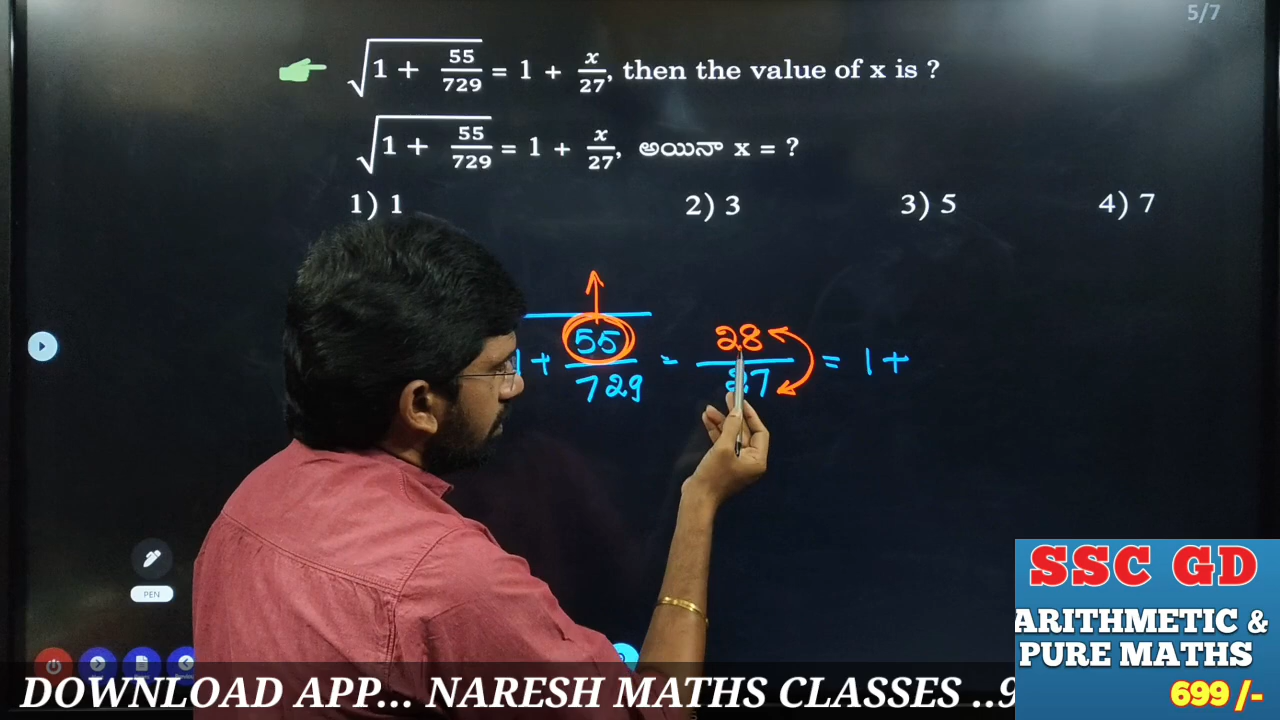 5/7
√1 + 55/729 = 1 + x/27, then the value of x is ?
√1 + 55/729 = 1 + x/27, అయినా x = ?
1) 1 2) 3 3) 5 4) 7
1 + 55/729 = 28/27 = 1 +
PEN
SSC GD
ARITHMETIC &
PURE MATHS
699 /-
DOWNLOAD APP... NARESH MATHS CLASSES ..9